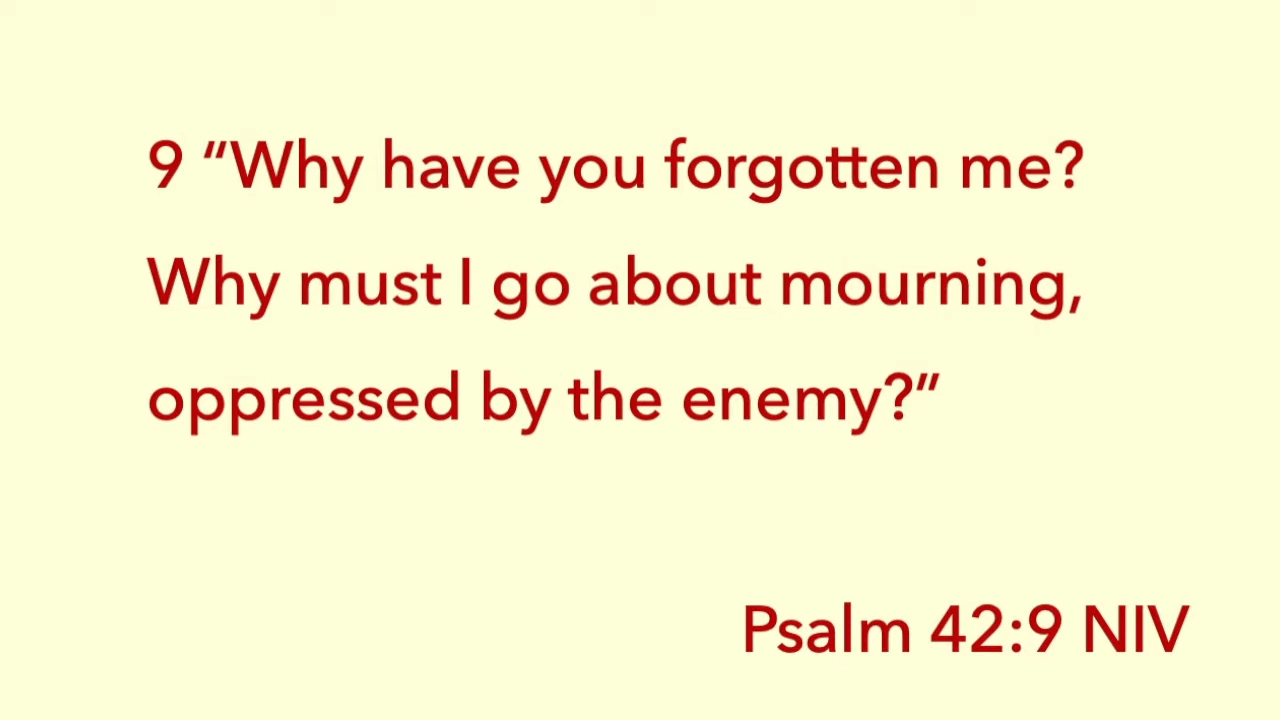 9 “Why have you forgotten me?
Why must I go about mourning,
oppressed by the enemy?”
Psalm 42:9 NIV